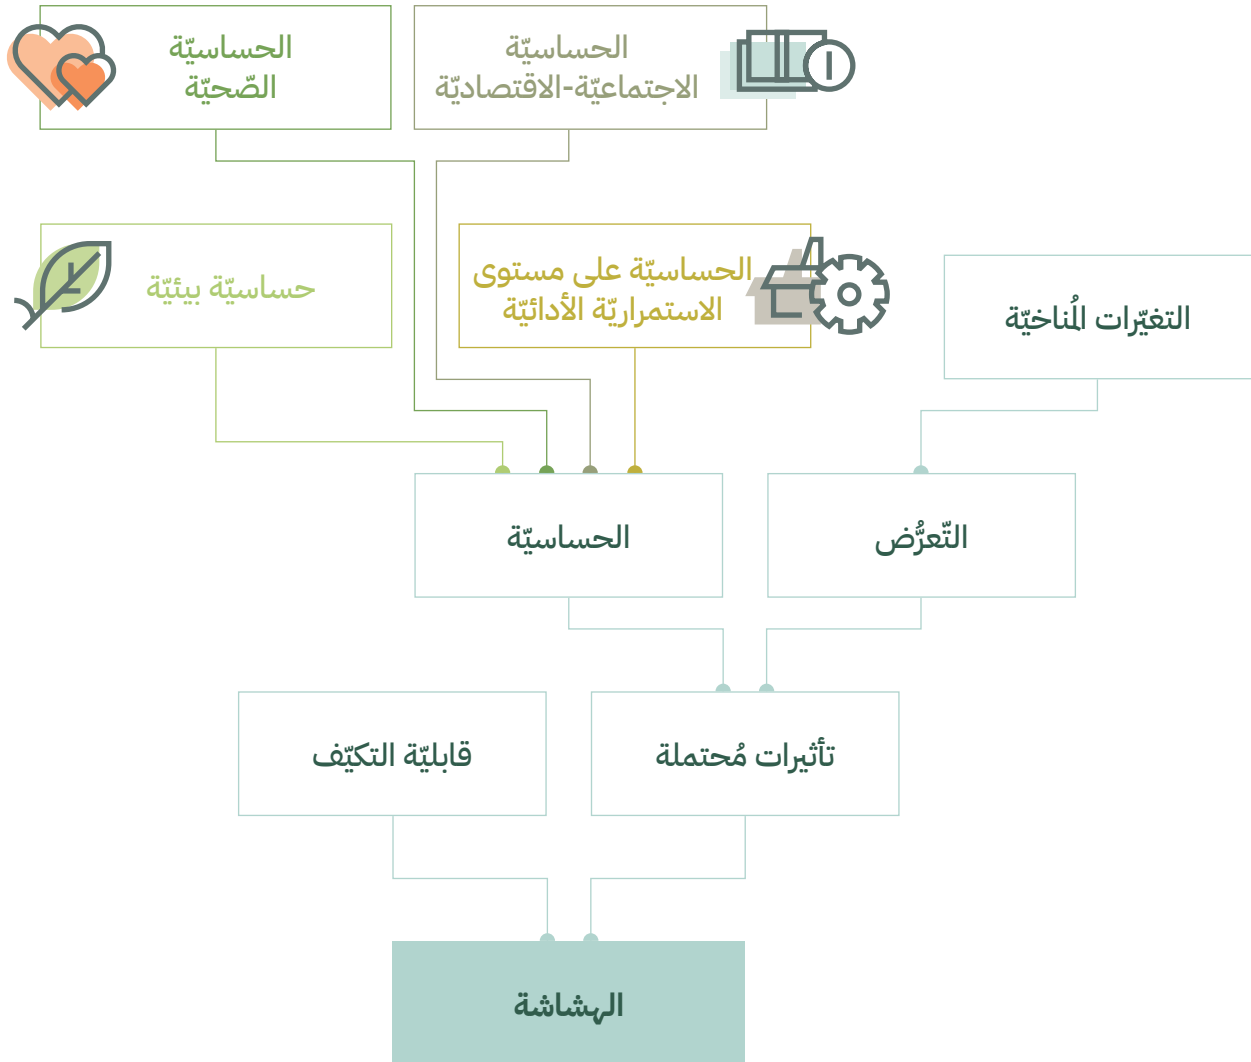 الحساسيّة
الاجتماعيّة-الاقتصاديّة
الحساسيّة
الصّحيّة
التغيّرات المُناخيّة
الحساسيّة على مستوى
الاستمراريّة الأدائيّة
حساسيّة بيئيّة
التّعرُّض
الحساسيّة
تأثيرات مُحتملة
قابليّة التكيّف
الهشاشة